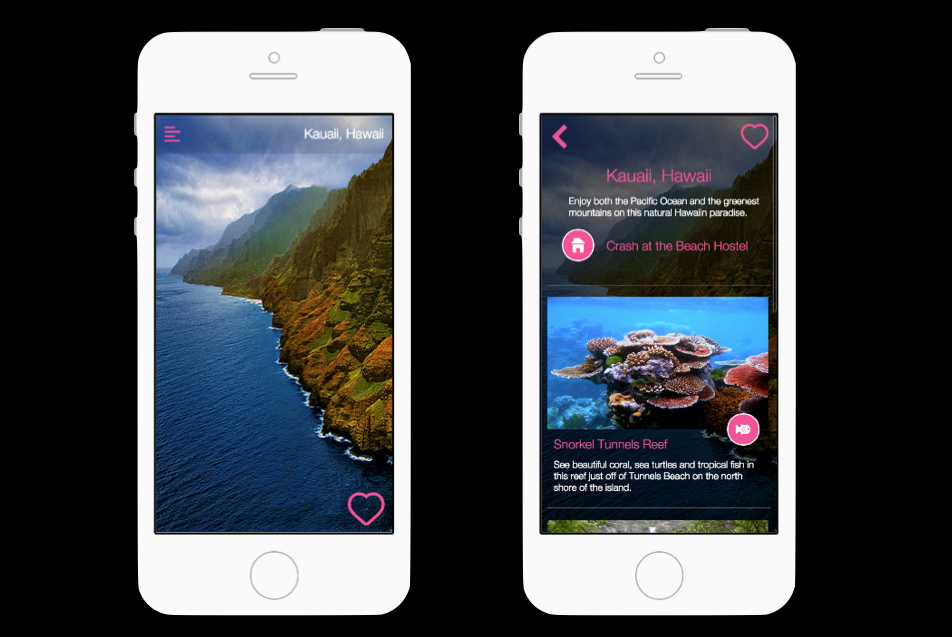 Kauaii, Hawaii
Kauaii, Hawaii
Enjoy both the Pacific Ocean and the greenest
mountains on this natural Hawaiin paradise.
Crash at the Beach Hostel
Snorkel Tunnels Reef
See beautiful coral, sea turtles and tropical fish in
this reef just off of Tunnels Beach on the north
shore of the island.